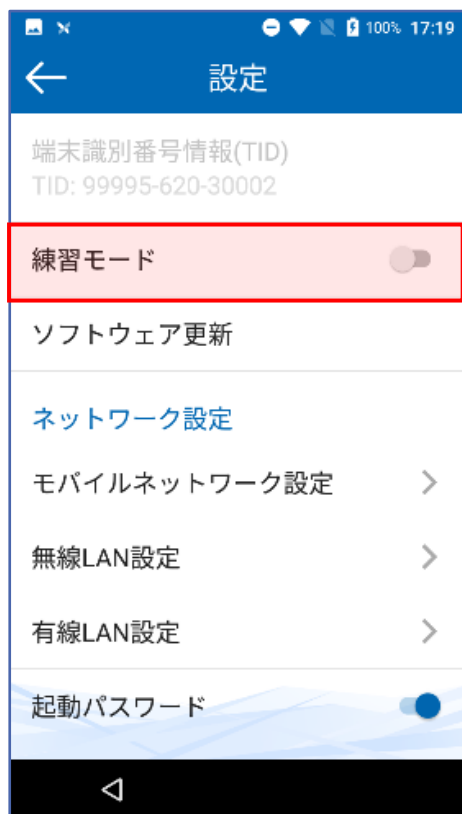 100% 17:19
設定
端末識別番号情報(TID)
TID: 99995-620-30002
練習モード
ソフトウェア更新
ネットワーク設定
モバイルネットワーク設定
無線LAN設定
有線LAN設定
起動パスワード